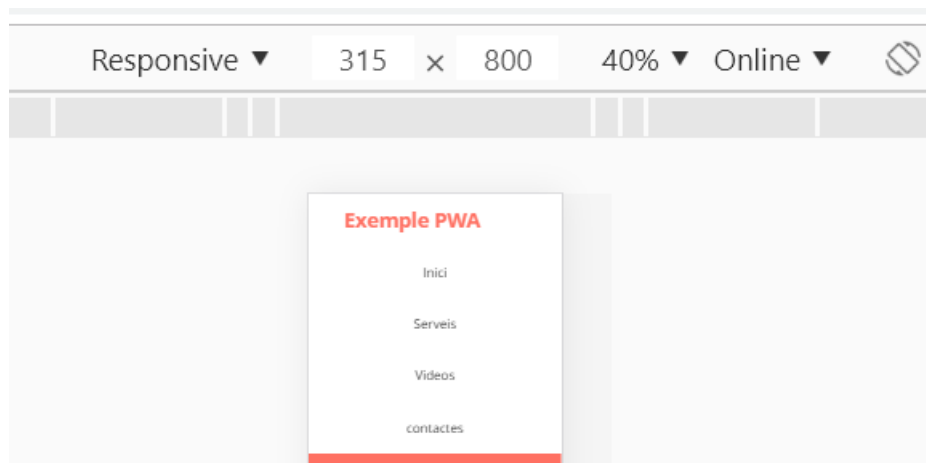 Responsive ▼ 315 × 800 40% ▼ Online ▼
Exemple PWA
Inici
Serveis
Videos
contactes